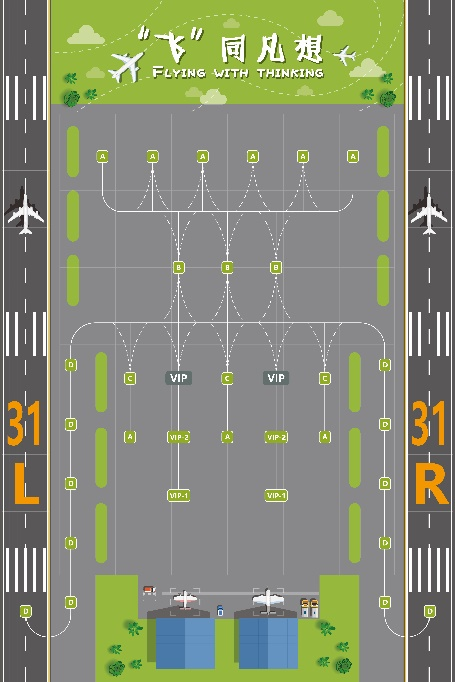 "飞"同凡想
FLYING WITH THINKING
A A A A A A
B B B
D D
C VIP C VIP C
D D
31 A VIP-2 A VIP-2 A 31
L D VIP-1 VIP-1 D R
D D
D D
D D